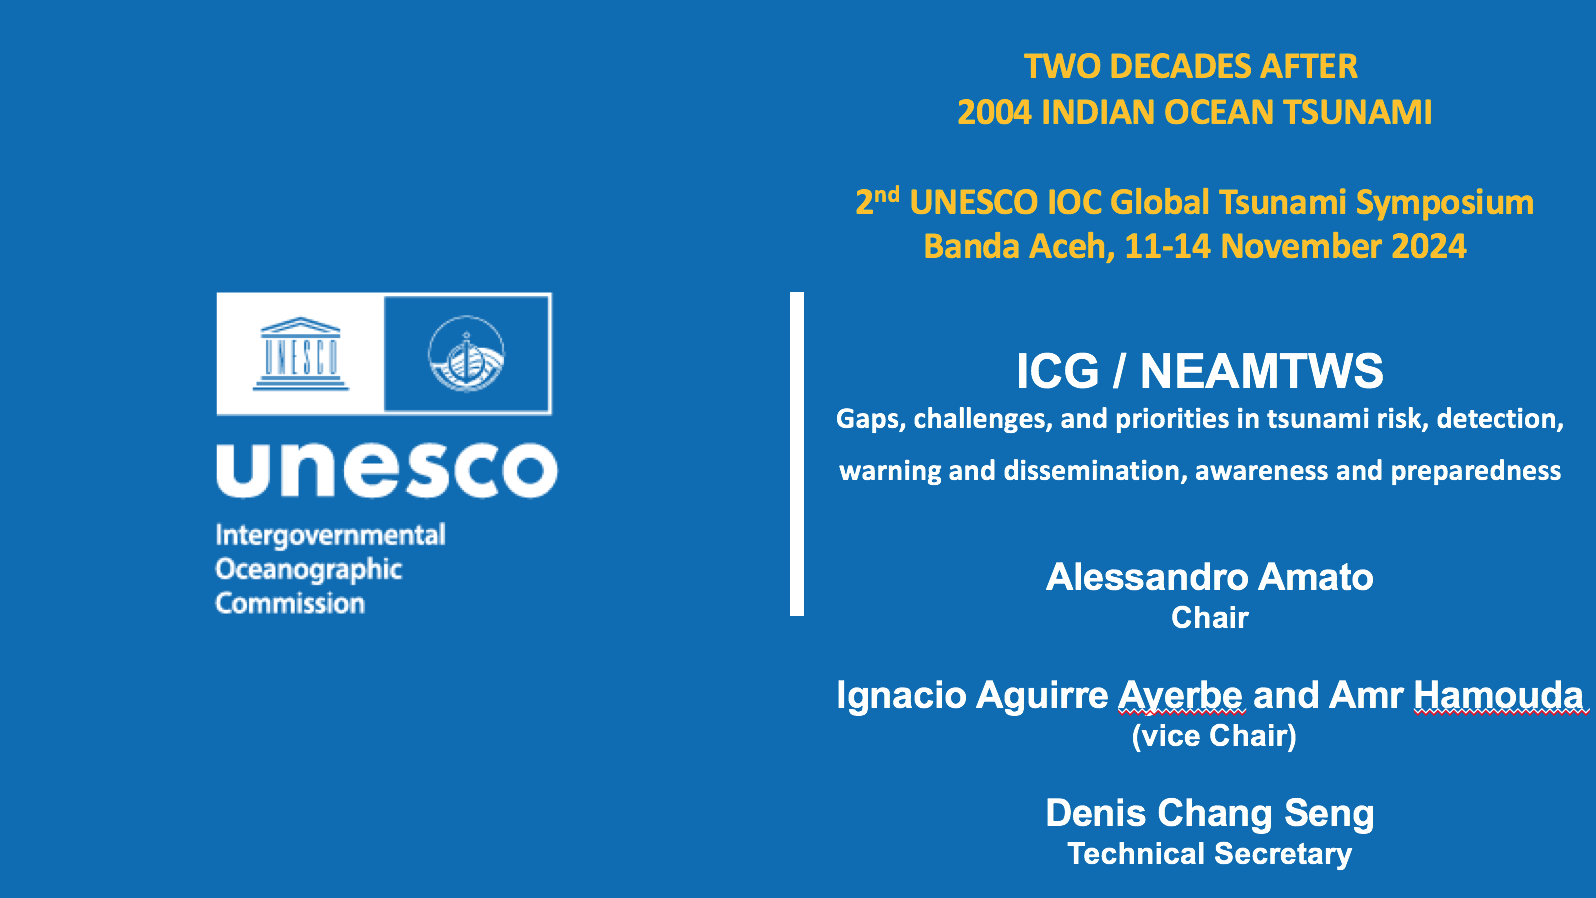 TWO DECADES AFTER
2004 INDIAN OCEAN TSUNAMI
2nd UNESCO IOC Global Tsunami Symposium
Banda Aceh, 11-14 November 2024
UNESCO
unesco
Intergovernmental
Oceanographic
Commission
ICG / NEAMTWS
Gaps, challenges, and priorities in tsunami risk, detection,
warning and dissemination, awareness and preparedness
Alessandro Amato
Chair
Ignacio Aguirre Ayerbe and Amr Hamouda
(vice Chair)
Denis Chang Seng
Technical Secretary